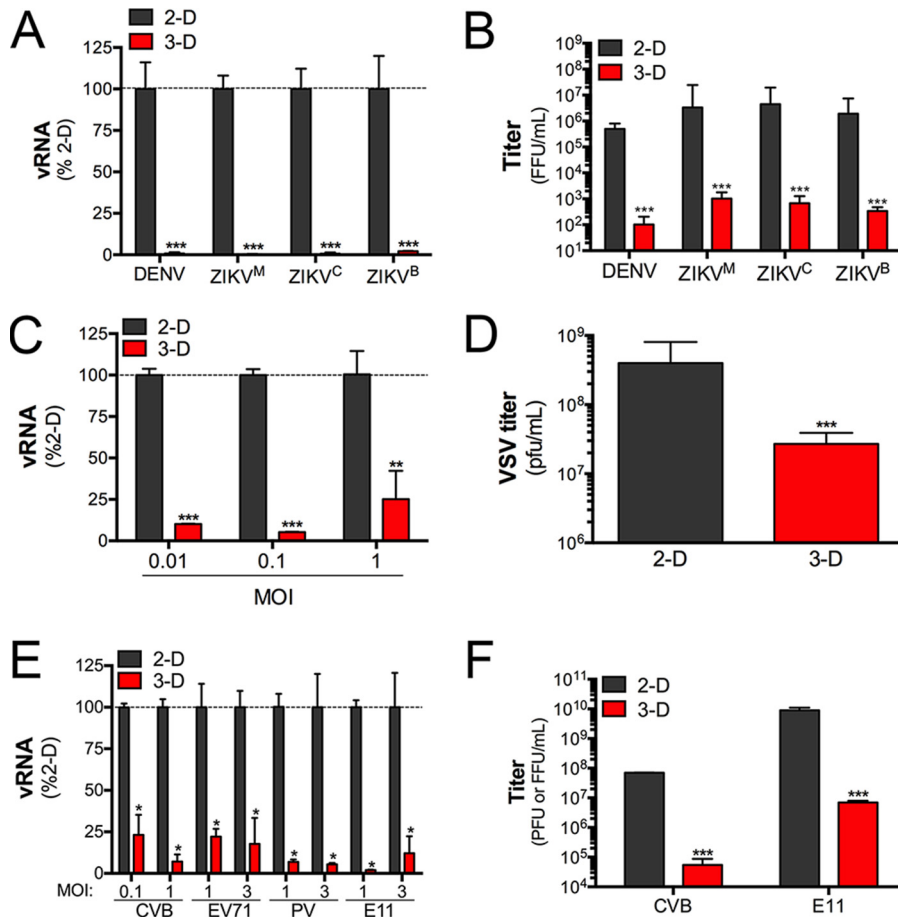 A
2-D
3-D
vRNA
(% 2-D)
125
100
75
50
25
0
*** *** *** ***
DENV ZIKVᴹ ZIKVᶜ ZIKVᴮ
B
2-D
3-D
Titer
(FFU/mL)
10⁹
10⁸
10⁷
10⁶
10⁵
10⁴
10³
10²
10¹
*** *** *** ***
DENV ZIKVᴹ ZIKVᶜ ZIKVᴮ
C
2-D
3-D
vRNA
(%2-D)
125
100
75
50
25
0
*** *** **
0.01 0.1 1
MOI
D
VSV titer
(pfu/mL)
10⁹
10⁸
10⁷
10⁶
***
2-D 3-D
E
2-D
3-D
vRNA
(%2-D)
125
100
75
50
25
0
* * * * * * * *
MOI: 0.1 1 1 3 1 3 1 3
CVB EV71 PV E11
F
2-D
3-D
Titer
(PFU or FFU/mL)
10¹¹
10¹⁰
10⁹
10⁸
10⁷
10⁶
10⁵
10⁴
*** ***
CVB E11